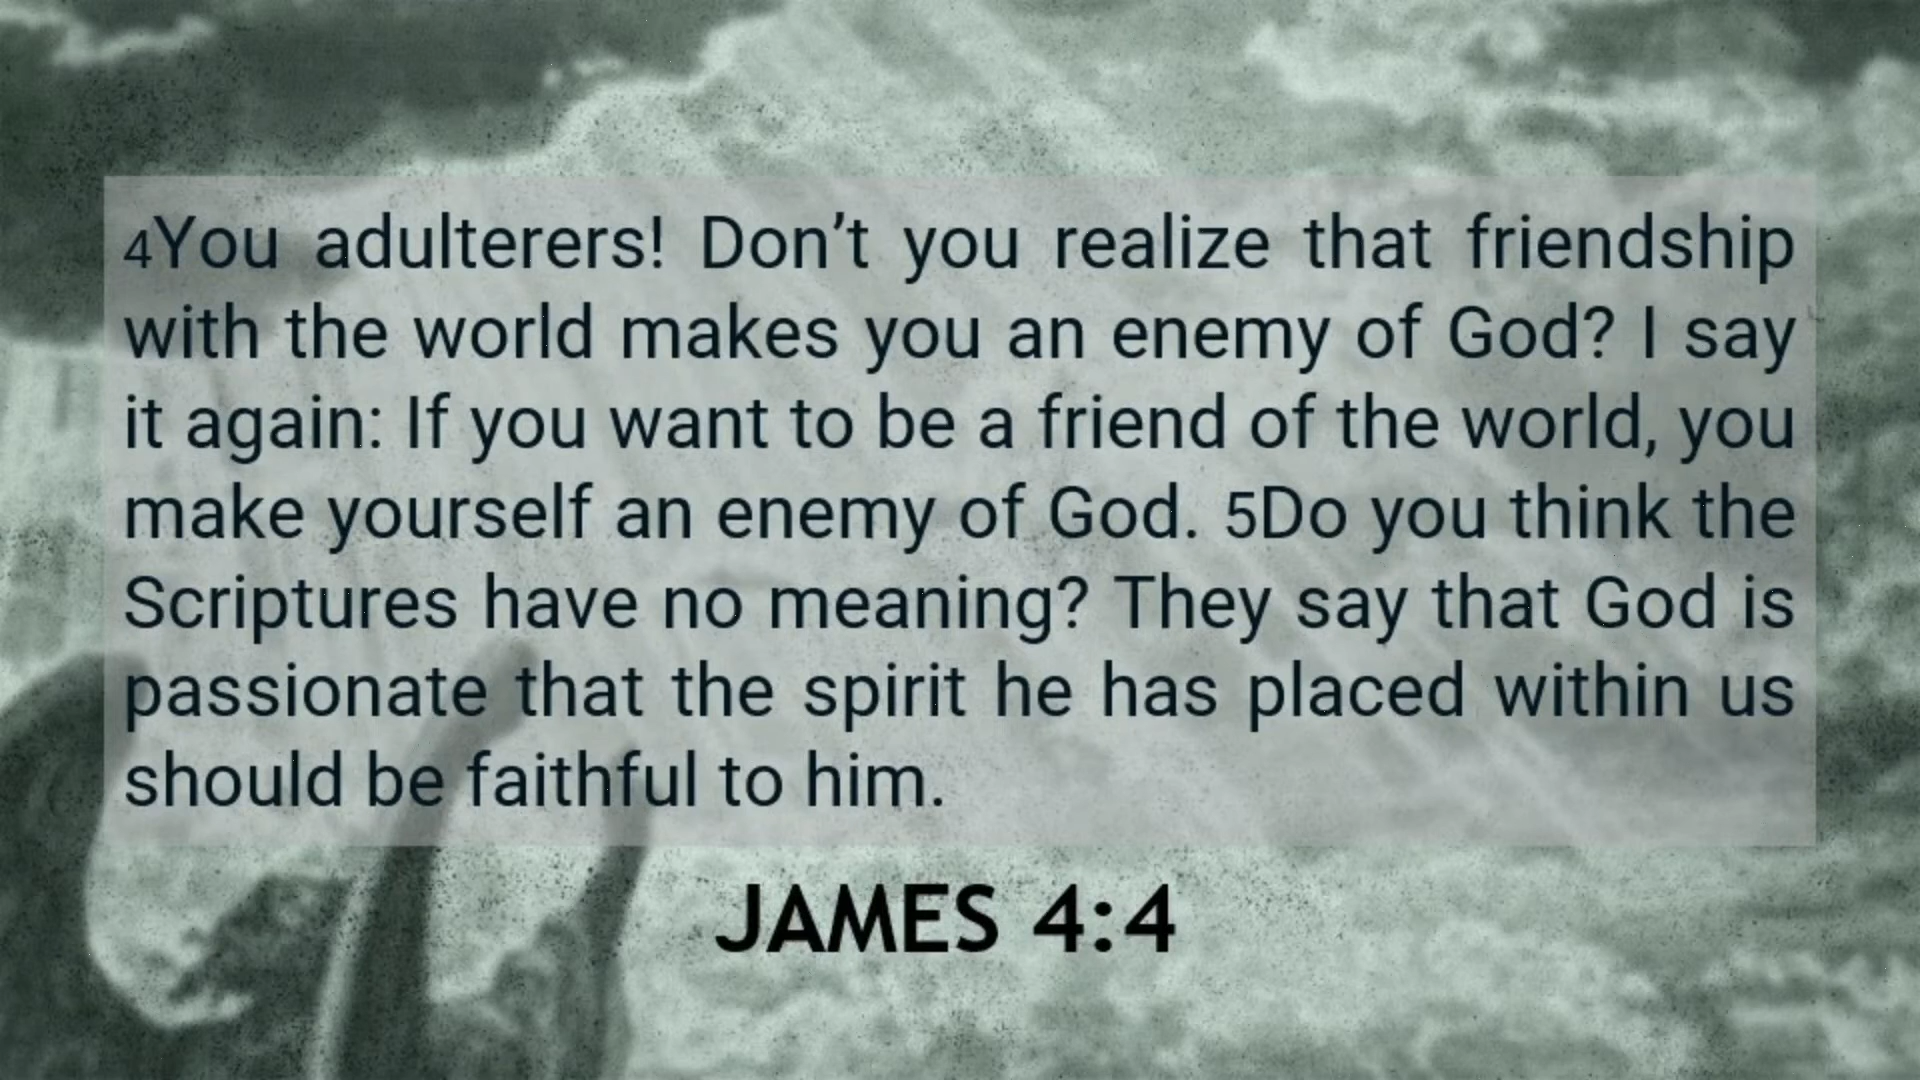 4You adulterers! Don’t you realize that friendship
with the world makes you an enemy of God? I say
it again: If you want to be a friend of the world, you
make yourself an enemy of God. 5Do you think the
Scriptures have no meaning? They say that God is
passionate that the spirit he has placed within us
should be faithful to him.
JAMES 4:4